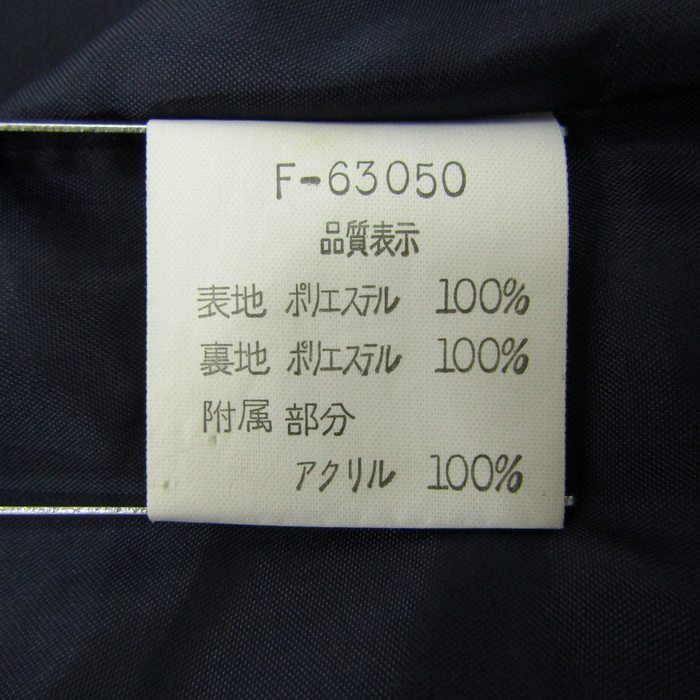 F-63050
品質表示
表地 ポリエステル 100%
裏地 ポリエステル 100%
附属 部分
アクリル 100%